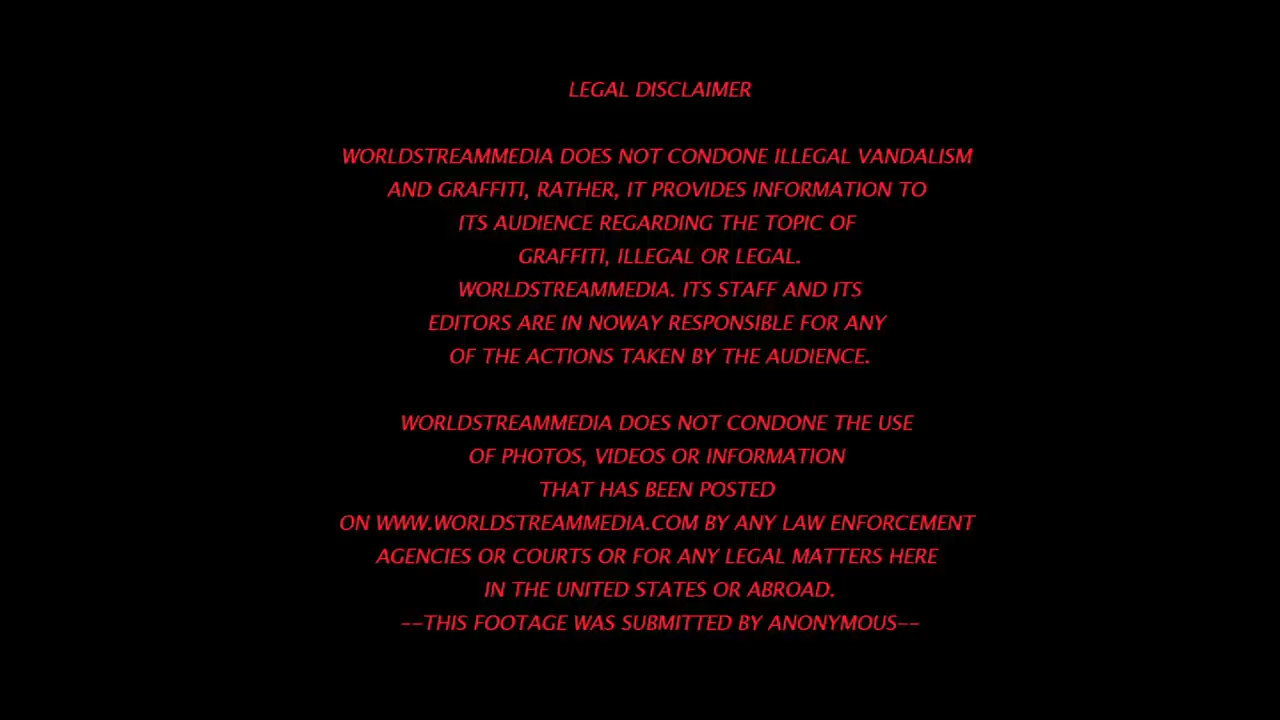 LEGAL DISCLAIMER
WORLDSTREAMMEDIA DOES NOT CONDONE ILLEGAL VANDALISM
AND GRAFFITI, RATHER, IT PROVIDES INFORMATION TO
ITS AUDIENCE REGARDING THE TOPIC OF
GRAFFITI, ILLEGAL OR LEGAL.
WORLDSTREAMMEDIA. ITS STAFF AND ITS
EDITORS ARE IN NOWAY RESPONSIBLE FOR ANY
OF THE ACTIONS TAKEN BY THE AUDIENCE.
WORLDSTREAMMEDIA DOES NOT CONDONE THE USE
OF PHOTOS, VIDEOS OR INFORMATION
THAT HAS BEEN POSTED
ON WWW.WORLDSTREAMMEDIA.COM BY ANY LAW ENFORCEMENT
AGENCIES OR COURTS OR FOR ANY LEGAL MATTERS HERE
IN THE UNITED STATES OR ABROAD.
--THIS FOOTAGE WAS SUBMITTED BY ANONYMOUS--